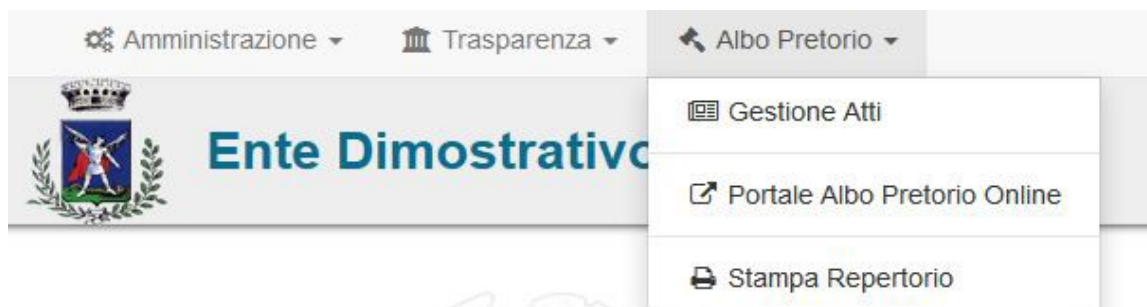 Amministrazione Trasparenza Albo Pretorio
Gestione Atti
Ente Dimostrativo
Portale Albo Pretorio Online
Stampa Repertorio